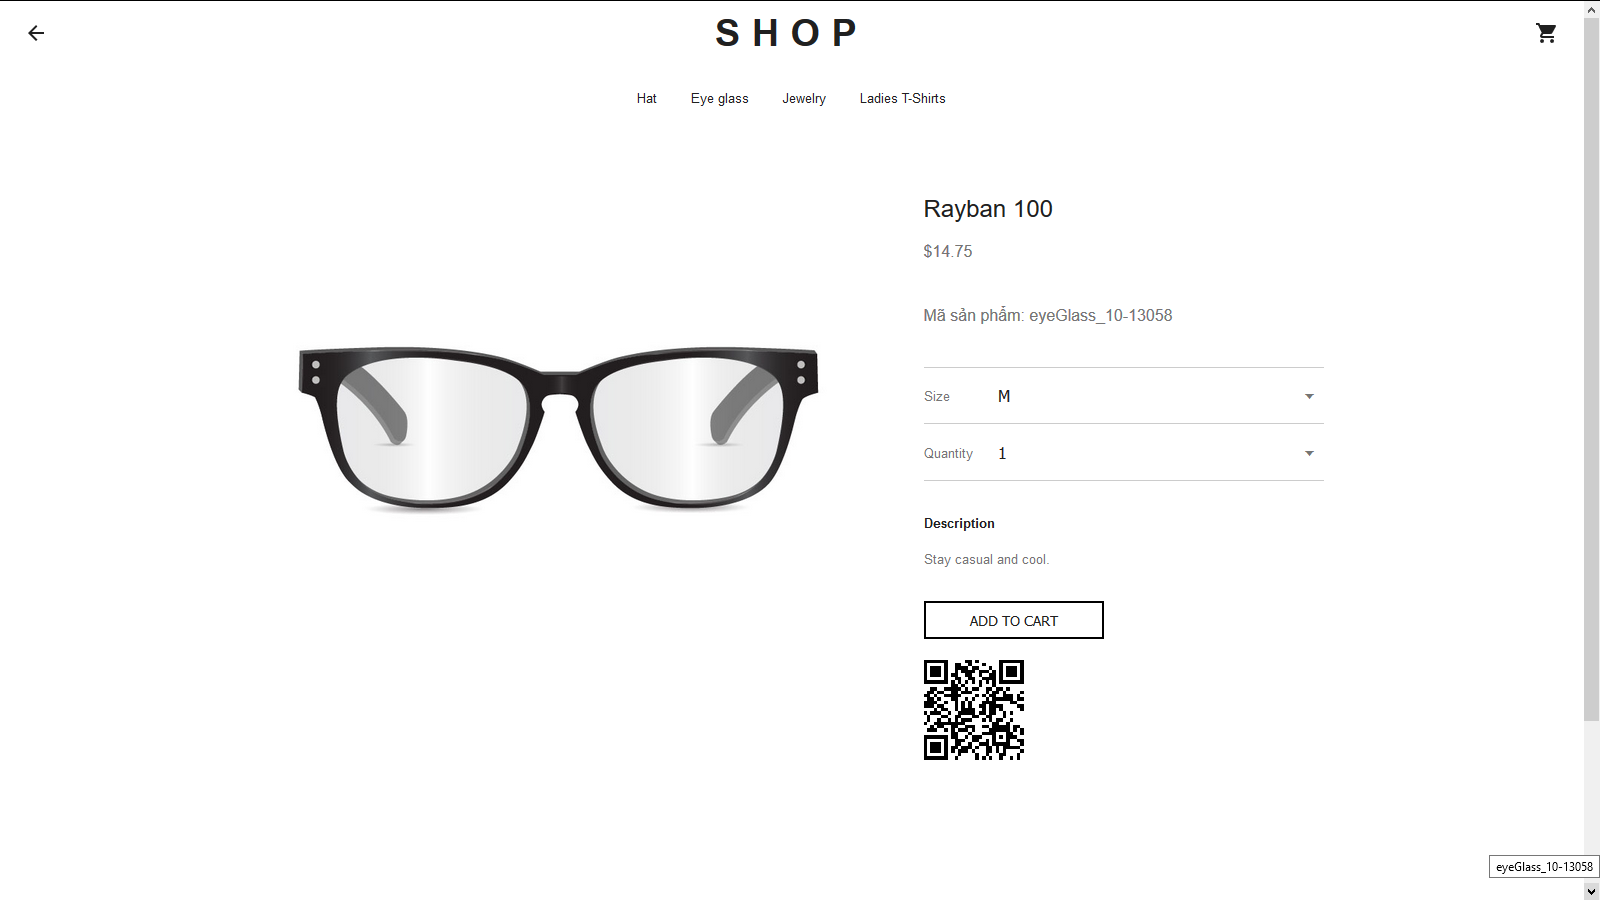 SHOP
Hat Eye glass Jewelry Ladies T-Shirts
Rayban 100
$14.75
Mã sản phẩm: eyeGlass_10-13058
Size M
Quantity 1
Description
Stay casual and cool.
ADD TO CART
eyeGlass_10-13058